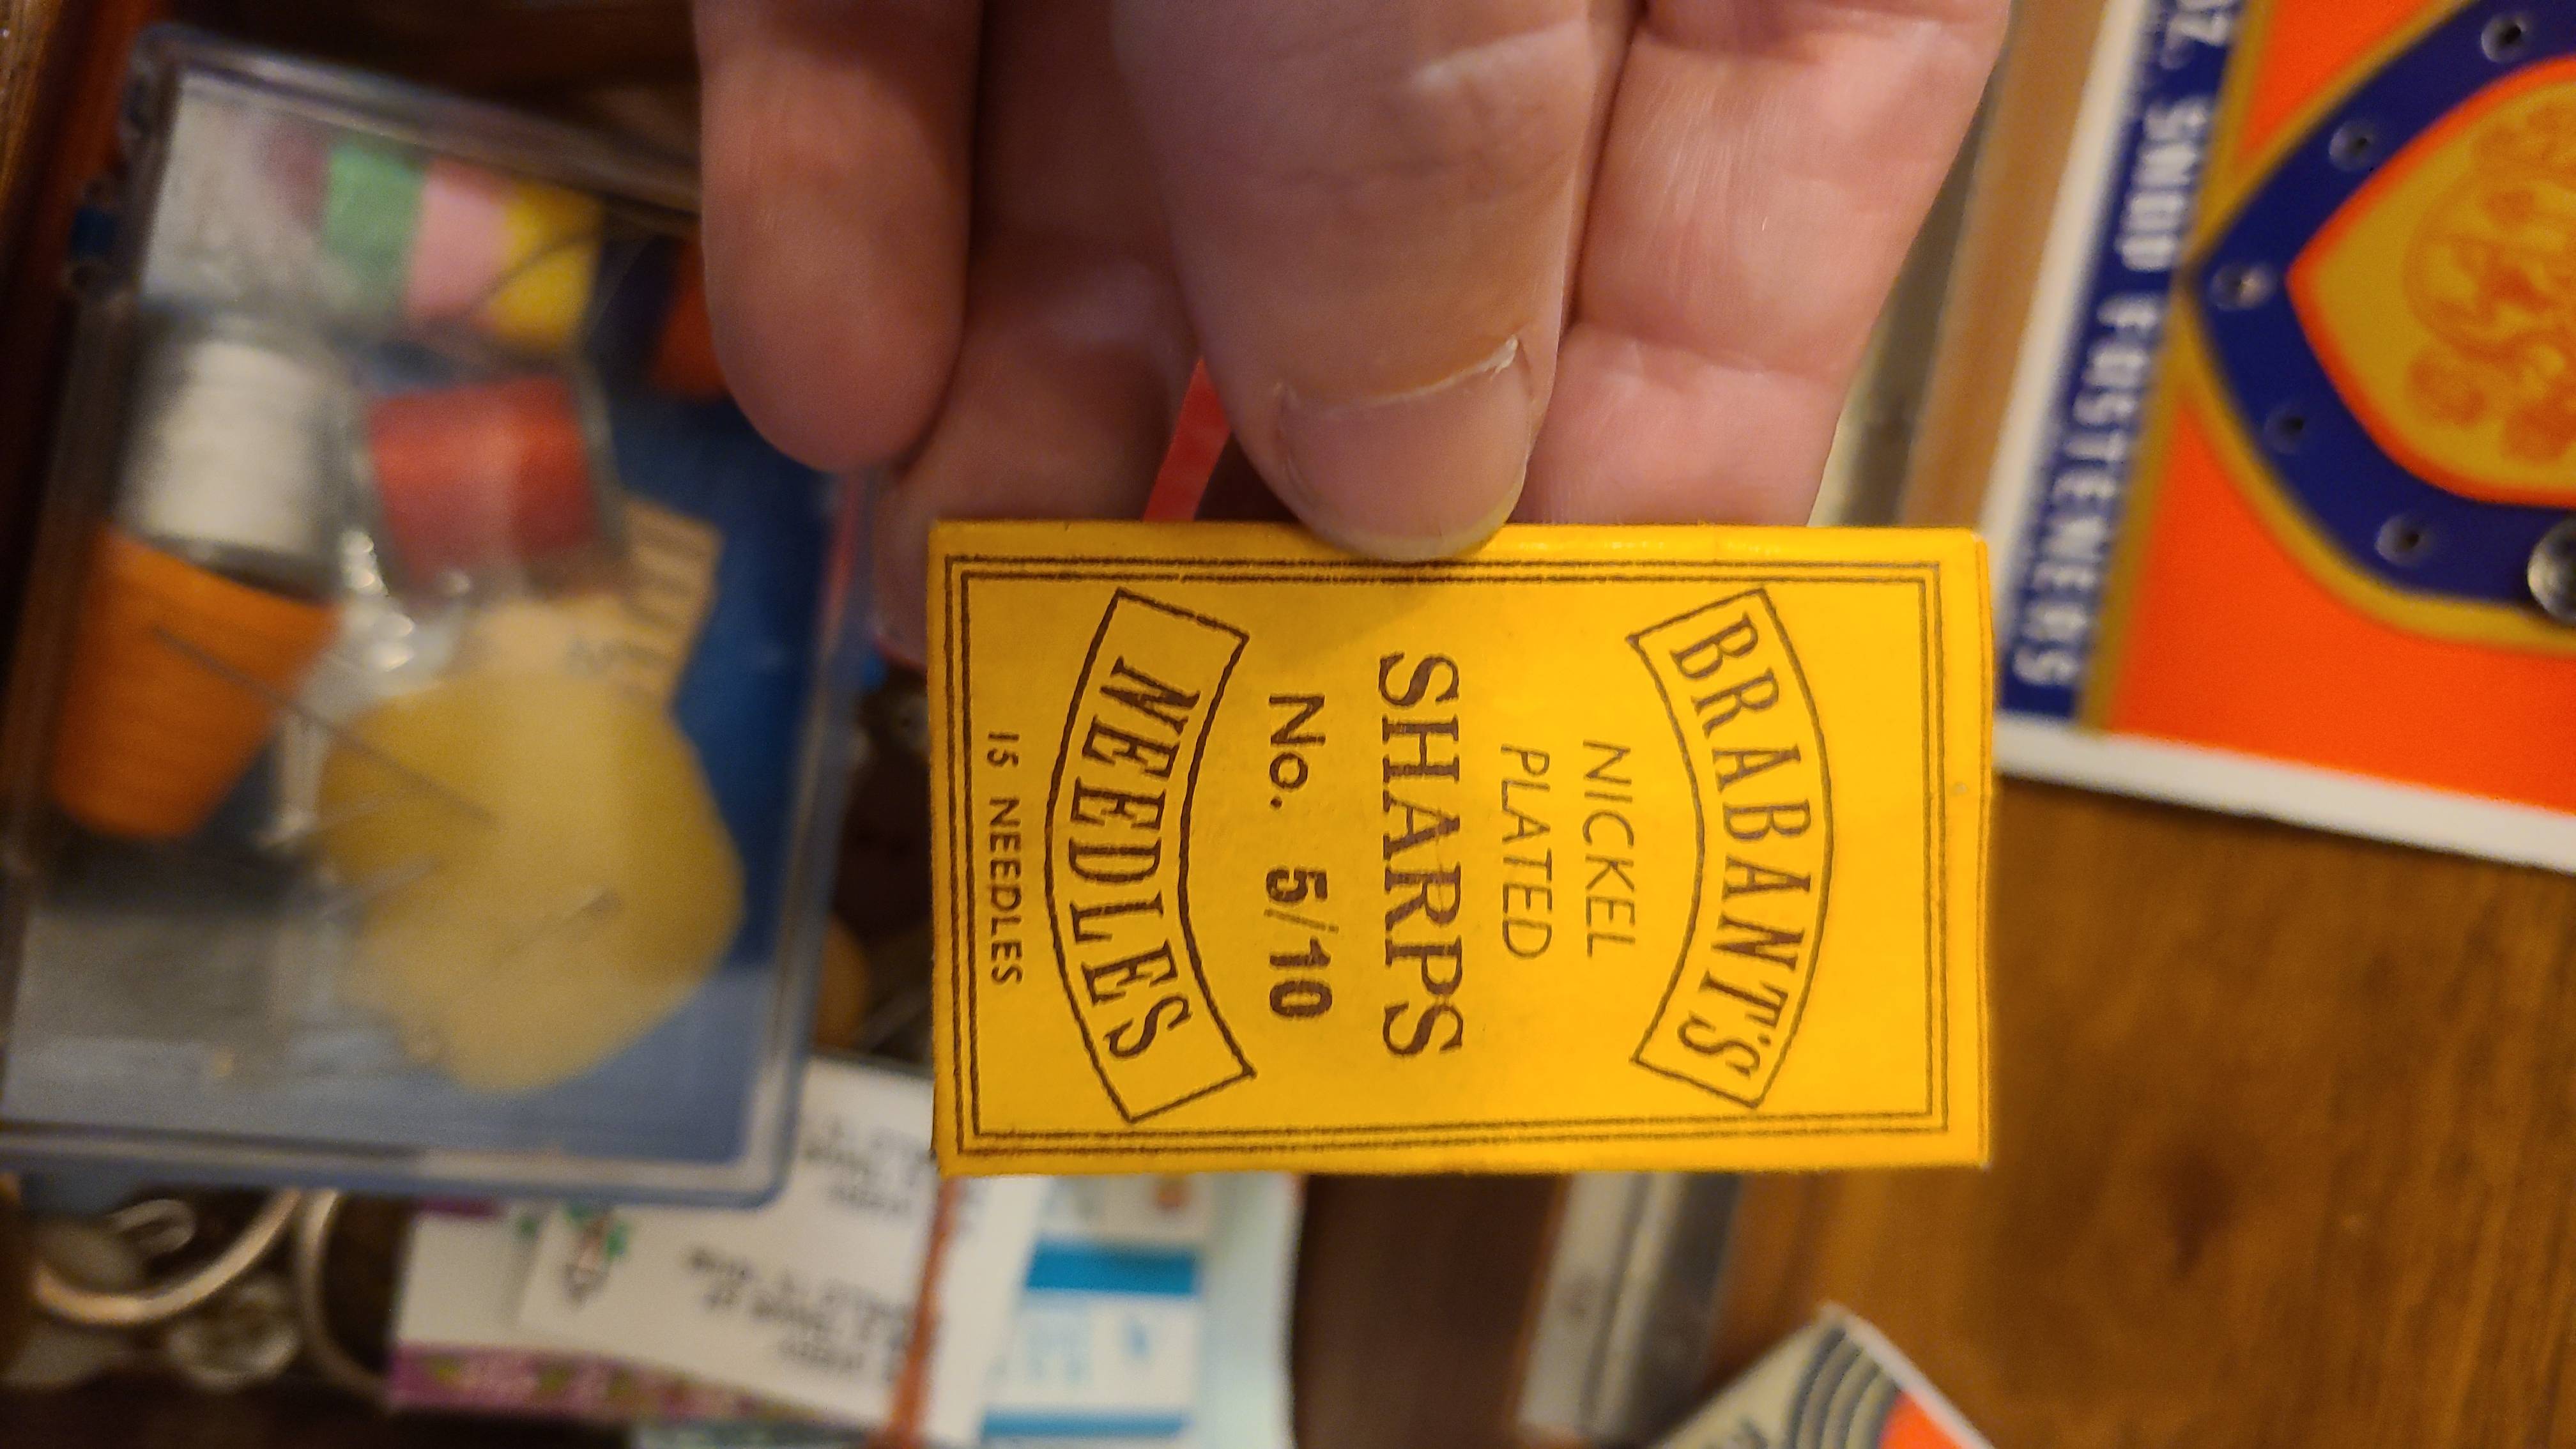 BRABANT'S
NICKEL
PLATED
SHARPS
No. 5/10
NEEDLES
15 NEEDLES
SNAP FASTENERS